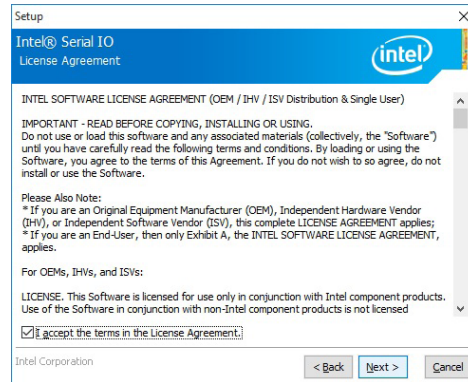 Setup
Intel® Serial IO
License Agreement
intel
INTEL SOFTWARE LICENSE AGREEMENT (OEM / IHV / ISV Distribution & Single User)
IMPORTANT - READ BEFORE COPYING, INSTALLING OR USING.
Do not use or load this software and any associated materials (collectively, the "Software")
until you have carefully read the following terms and conditions. By loading or using the
Software, you agree to the terms of this Agreement. If you do not wish to so agree, do not
install or use the Software.
Please Also Note:
* If you are an Original Equipment Manufacturer (OEM), Independent Hardware Vendor
(IHV), or Independent Software Vendor (ISV), this complete LICENSE AGREEMENT applies;
* If you are an End-User, then only Exhibit A, the INTEL SOFTWARE LICENSE AGREEMENT,
applies.
For OEMs, IHVs, and ISVs:
LICENSE. This Software is licensed for use only in conjunction with Intel component products.
Use of the Software in conjunction with non-Intel component products is not licensed
I accept the terms in the License Agreement.
Intel Corporation
< Back Next > Cancel